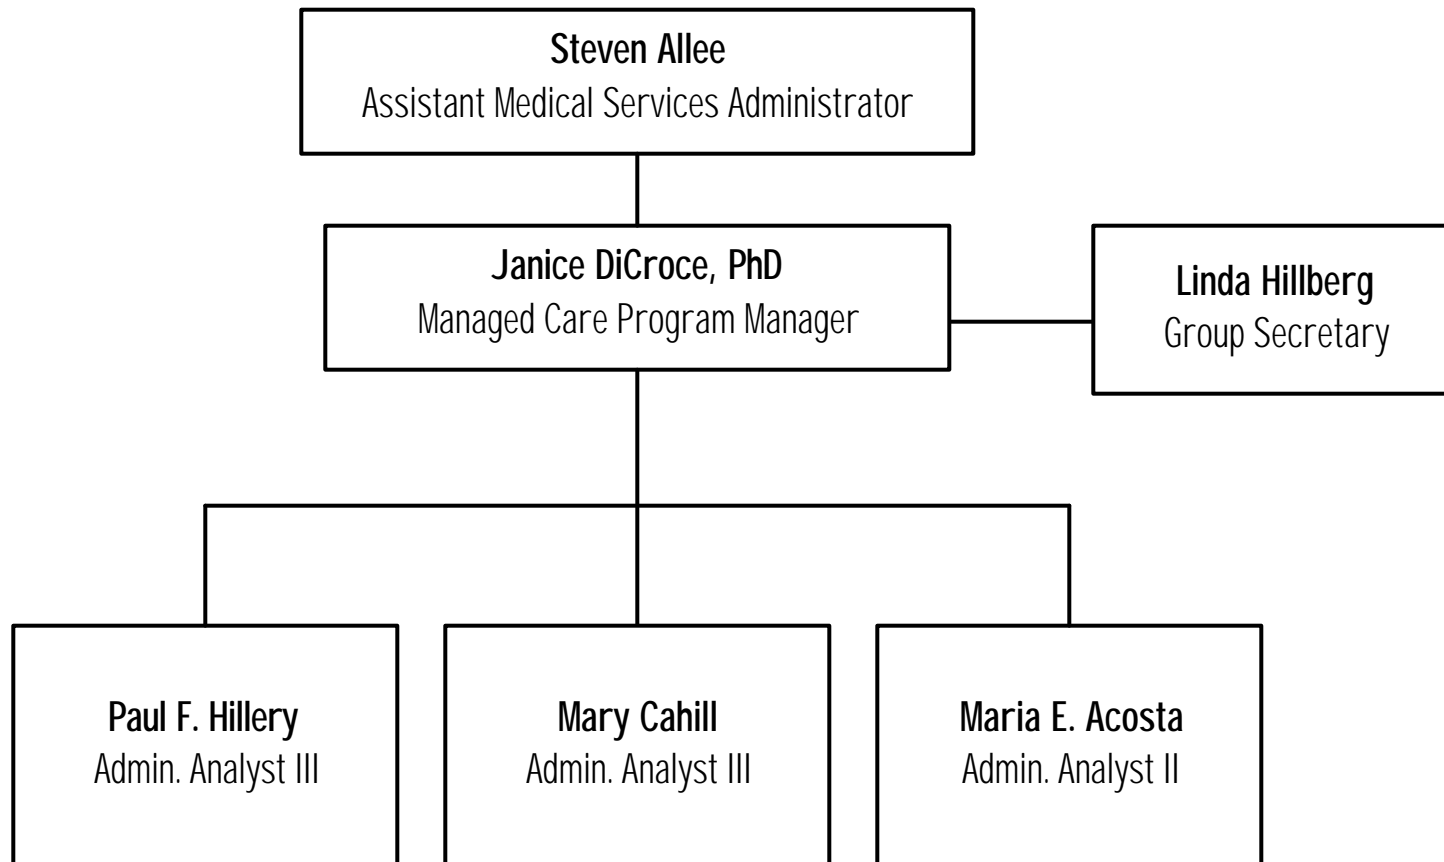 Steven Allee
Assistant Medical Services Administrator
Janice DiCroce, PhD
Managed Care Program Manager
Linda Hillberg
Group Secretary
Paul F. Hillery
Admin. Analyst III
Mary Cahill
Admin. Analyst III
Maria E. Acosta
Admin. Analyst II